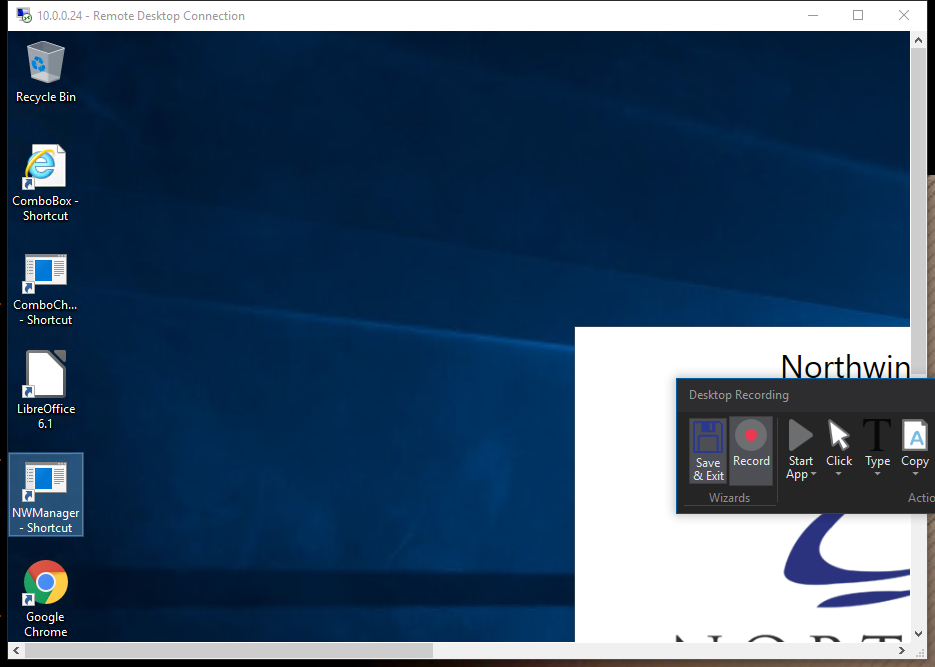 10.0.0.24 - Remote Desktop Connection
Recycle Bin
ComboBox -
Shortcut
ComboCh...
- Shortcut
LibreOffice
6.1
NWManager
- Shortcut
Google
Chrome
Northwin
Desktop Recording
Save
& Exit
Record
Start
App
Click
Type
Copy
Wizards
Actio
NORT